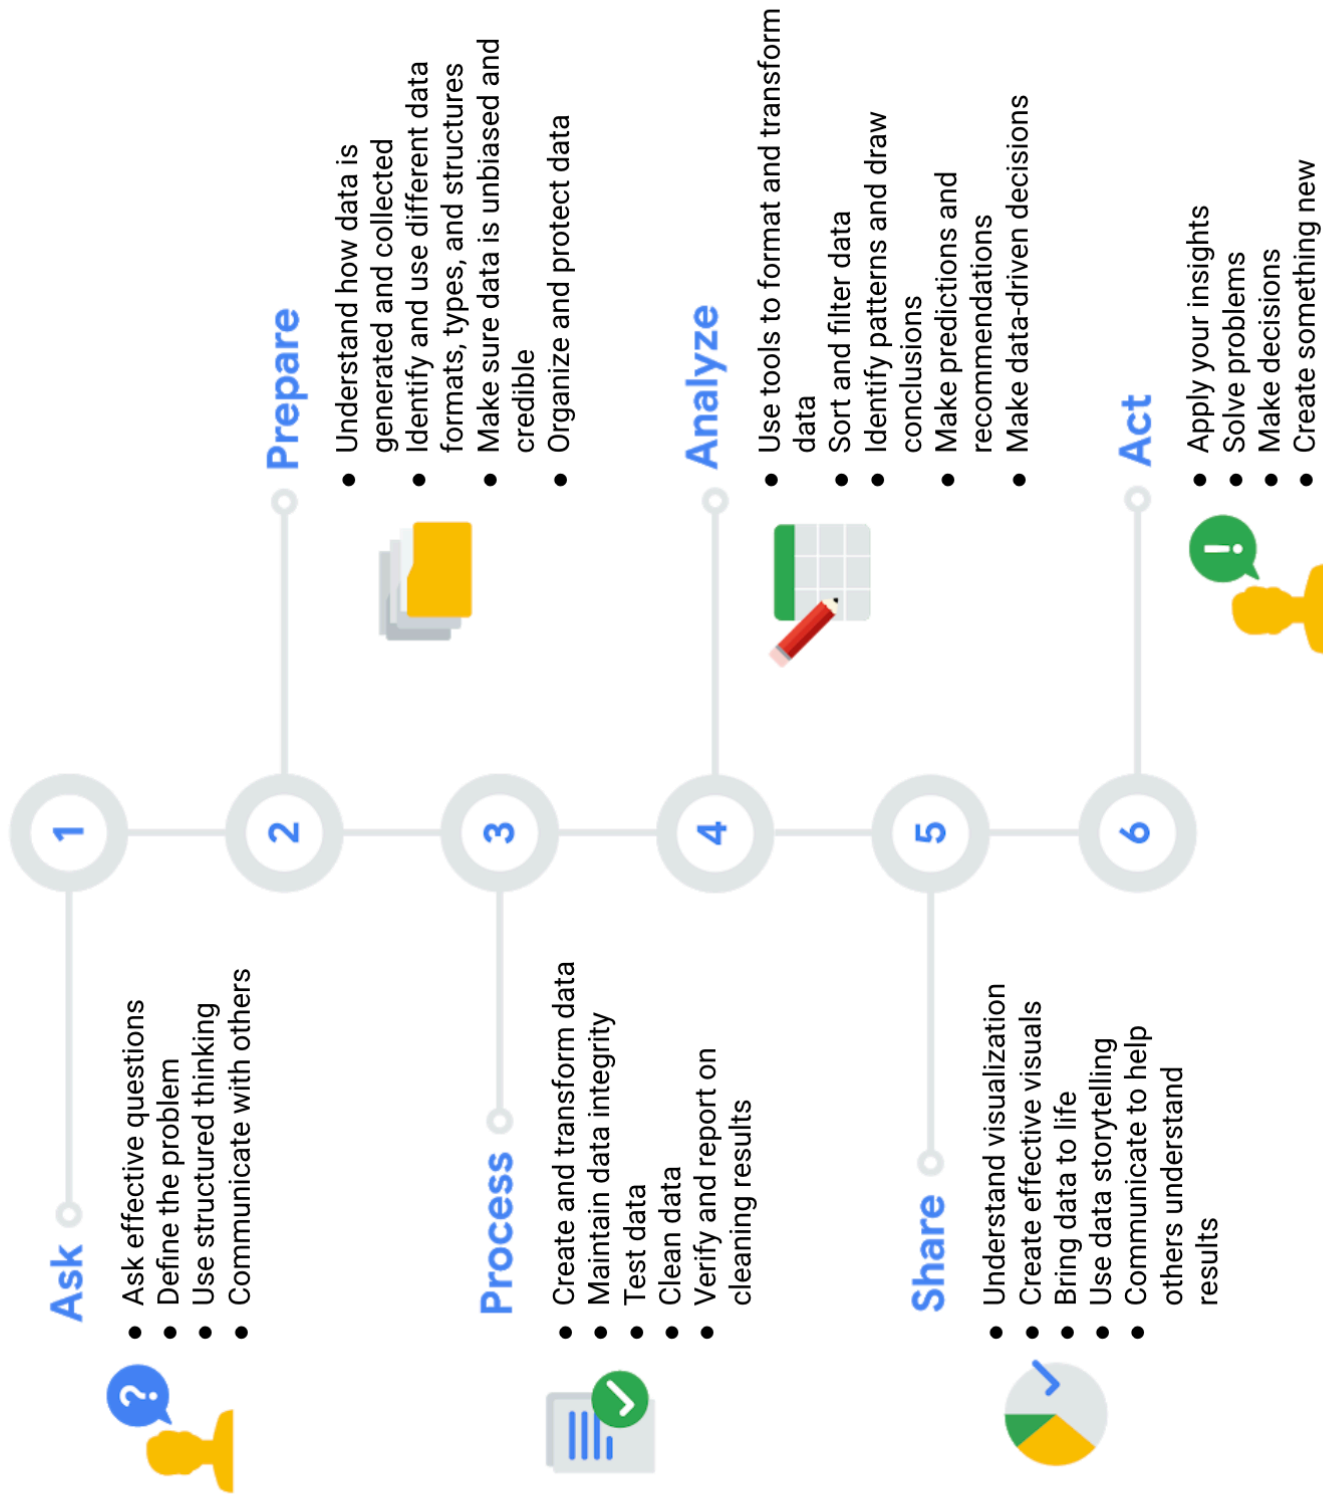 1
Ask
Ask effective questions
Define the problem
Use structured thinking
Communicate with others
2
Prepare
Understand how data is
generated and collected
Identify and use different data
formats, types, and structures
Make sure data is unbiased and
credible
Organize and protect data
3
Process
Create and transform data
Maintain data integrity
Test data
Clean data
Verify and report on
cleaning results
4
Analyze
Use tools to format and transform
data
Sort and filter data
Identify patterns and draw
conclusions
Make predictions and
recommendations
Make data-driven decisions
5
Share
Understand visualization
Create effective visuals
Bring data to life
Use data storytelling
Communicate to help
others understand
results
6
Act
Apply your insights
Solve problems
Make decisions
Create something new
?
!